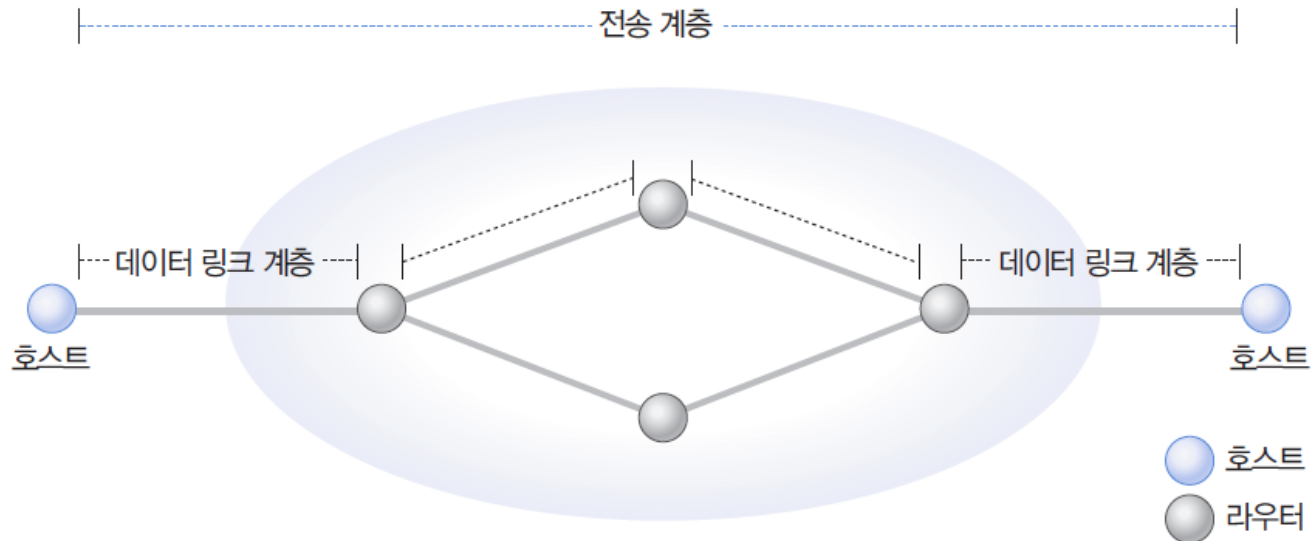 전송 계층
데이터 링크 계층
데이터 링크 계층
호스트
호스트
호스트
라우터